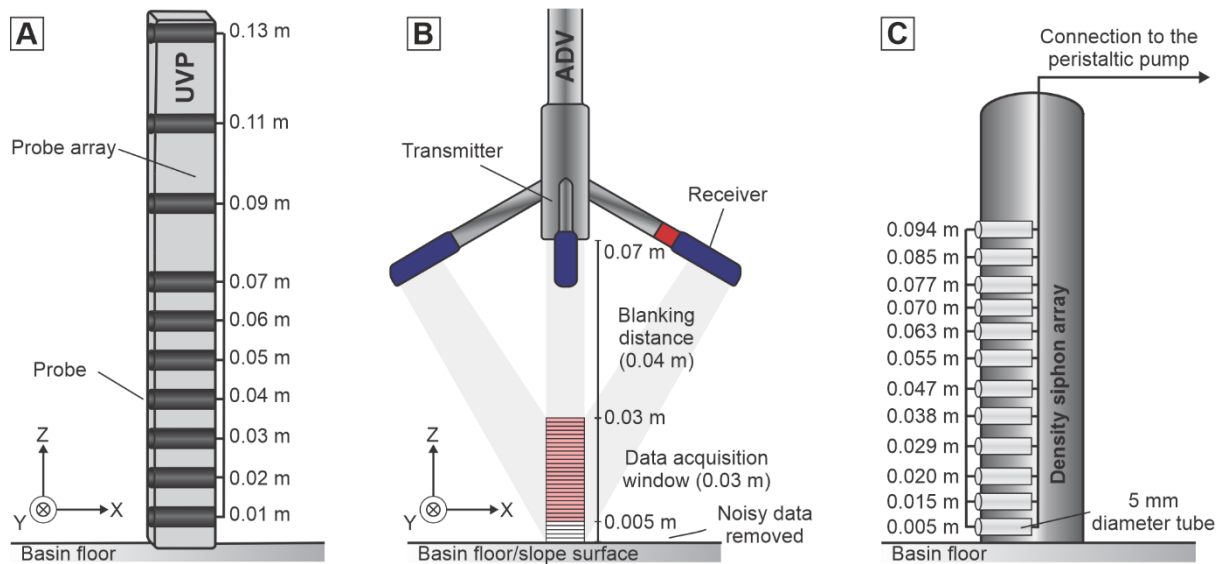 A
UVP
0.13 m
0.11 m
Probe array
0.09 m
0.07 m
0.06 m
0.05 m
Probe
0.04 m
0.03 m
0.02 m
0.01 m
Z
Y
X
Basin floor
B
ADV
Transmitter
Receiver
0.07 m
Blanking
distance
(0.04 m)
0.03 m
Data acquisition
window (0.03 m)
0.005 m
Noisy data
removed
Z
Y
X
Basin floor/slope surface
C
Connection to the
peristaltic pump
0.094 m
0.085 m
0.077 m
0.070 m
0.063 m
0.055 m
0.047 m
0.038 m
0.029 m
0.020 m
0.015 m
0.005 m
Density siphon array
5 mm
diameter tube
Basin floor